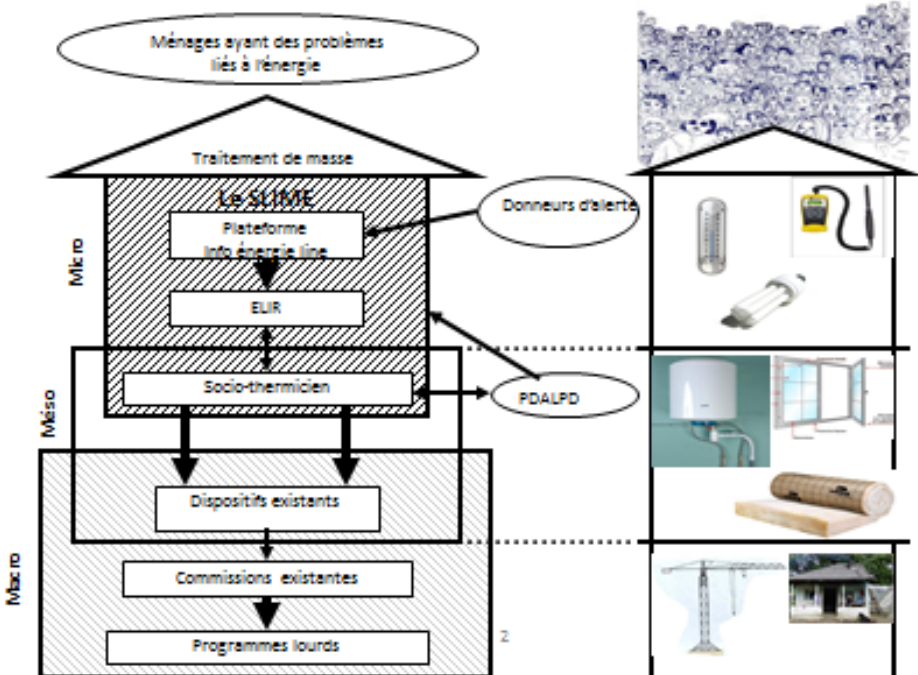 Ménages ayant des problèmes
liés à l'énergie
Traitement de masse
Le SLIME
Plateforme
Info énergie line
Donneurs d'alerte
Micro
ELIR
Socio-thermicien
PDALPD
Méso
Dispositifs existants
Commissions existantes
Macro
Programmes lourds
2